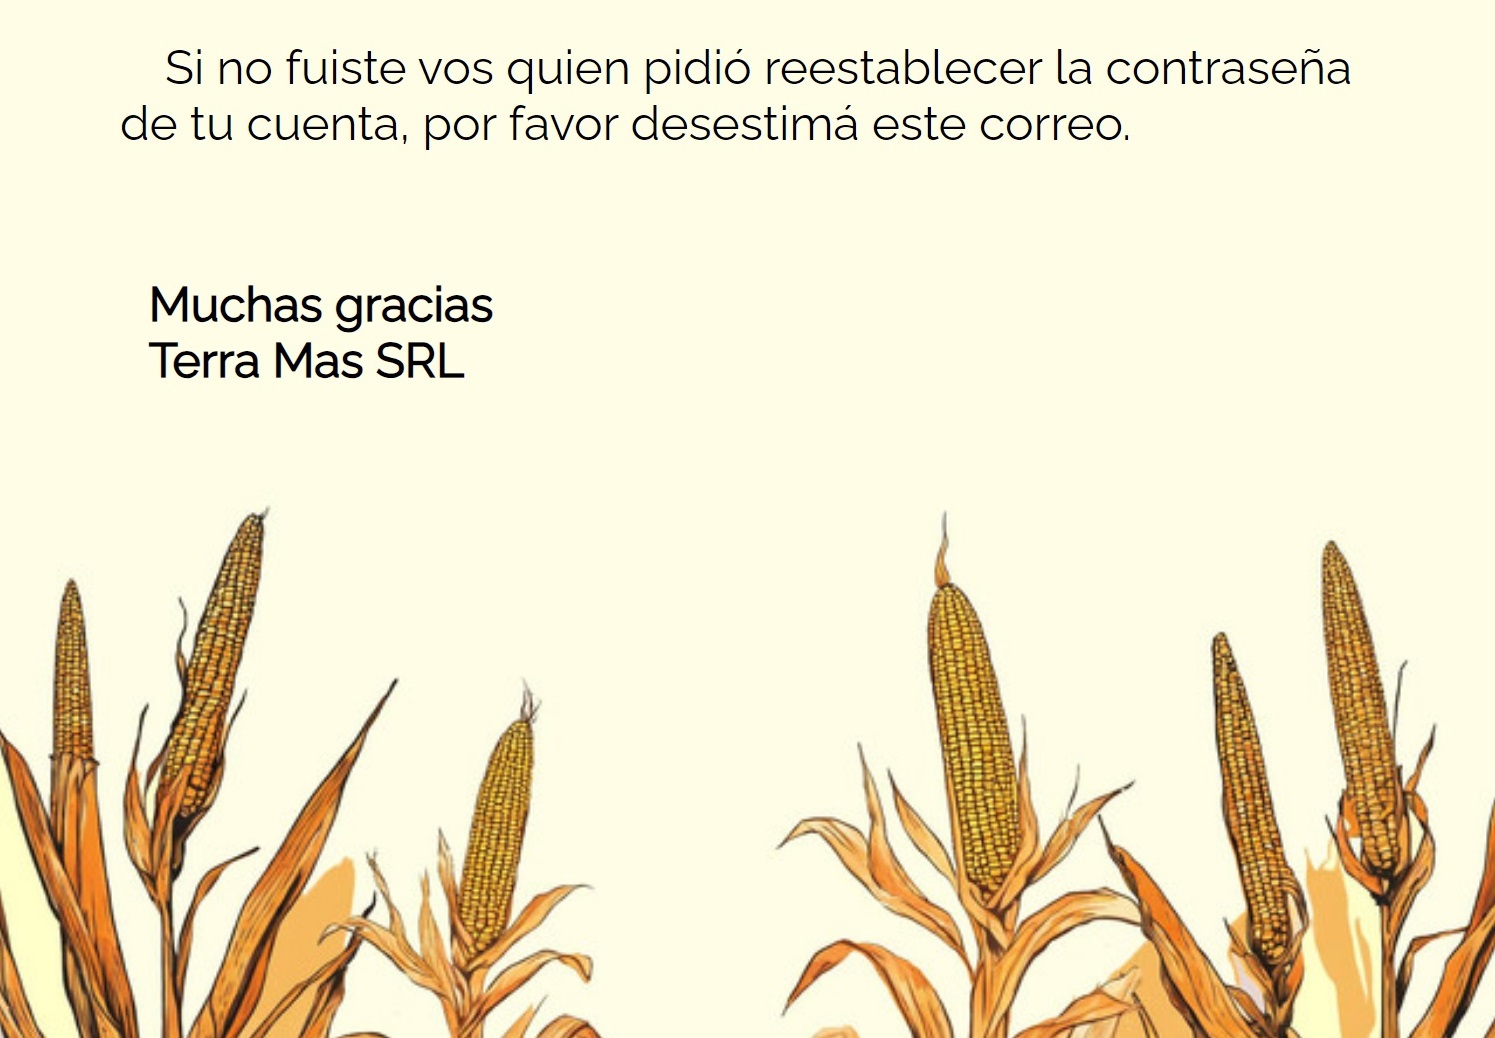 Si no fuiste vos quien pidió reestablecer la contraseña
de tu cuenta, por favor desestimá este correo.
Muchas gracias
Terra Mas SRL